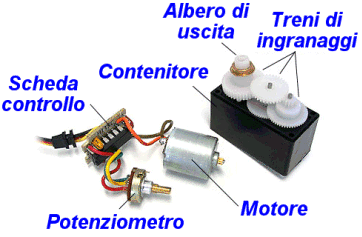 Albero di
uscita
Treni di
ingranaggi
Contenitore
Scheda
controllo
Motore
Potenziometro